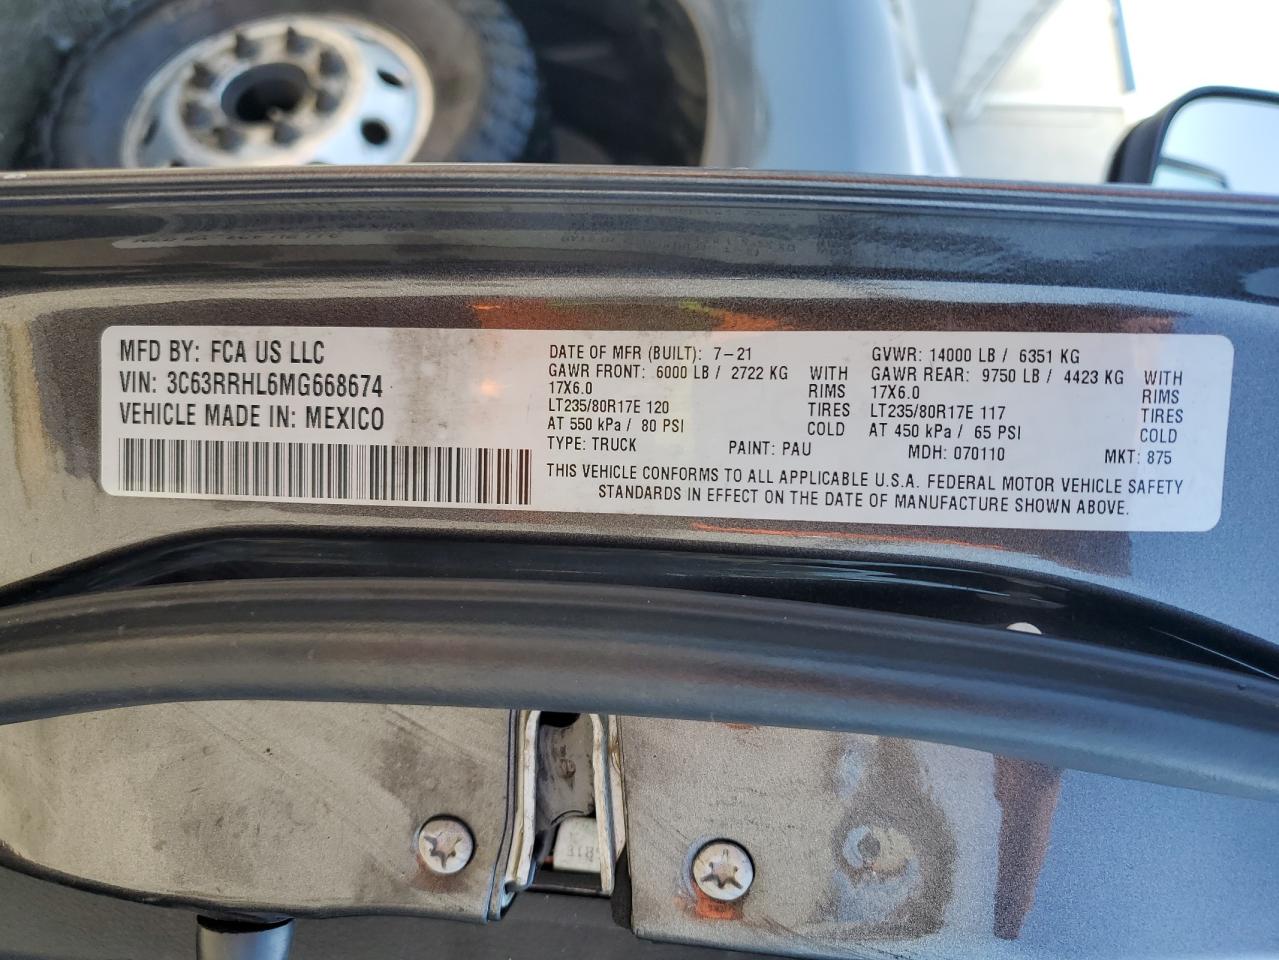 MFD BY: FCA US LLC
VIN: 3C63RRHL6MG668674
VEHICLE MADE IN: MEXICO
DATE OF MFR (BUILT): 7-21
GAWR FRONT: 6000 LB / 2722 KG WITH
17X6.0 RIMS
LT235/80R17E 120 TIRES
AT 550 kPa / 80 PSI COLD
GVWR: 14000 LB / 6351 KG
GAWR REAR: 9750 LB / 4423 KG WITH
17X6.0 RIMS
LT235/80R17E 117 TIRES
AT 450 kPa / 65 PSI COLD
TYPE: TRUCK PAINT: PAU MDH: 070110 MKT: 875
THIS VEHICLE CONFORMS TO ALL APPLICABLE U.S.A. FEDERAL MOTOR VEHICLE SAFETY
STANDARDS IN EFFECT ON THE DATE OF MANUFACTURE SHOWN ABOVE.